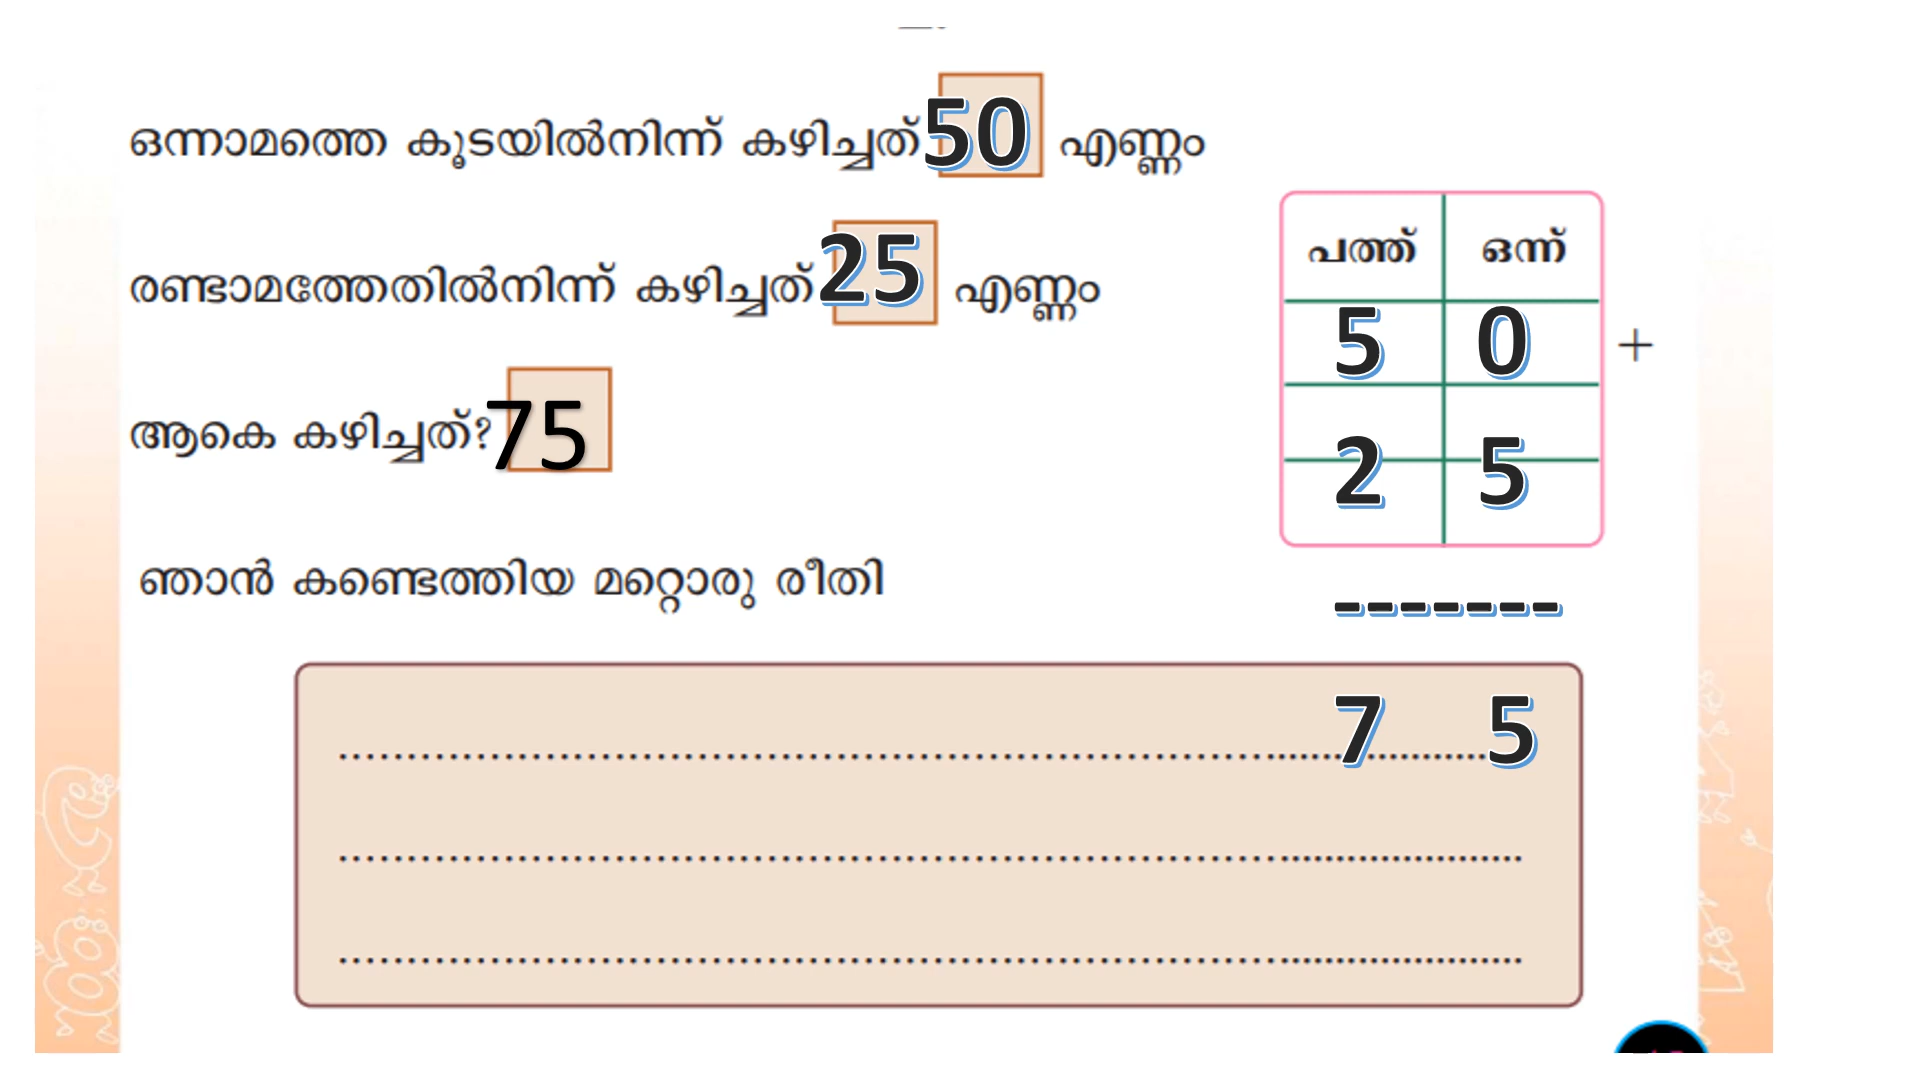 ഒന്നാമത്തെ കൂടയിൽനിന്ന് കഴിച്ചത് 50 എണ്ണം
രണ്ടാമത്തേതിൽനിന്ന് കഴിച്ചത് 25 എണ്ണം
ആകെ കഴിച്ചത്? 75
പത്ത് ഒന്ന്
5 0 +
2 5
-------
7 5
ഞാൻ കണ്ടെത്തിയ മറ്റൊരു രീതി